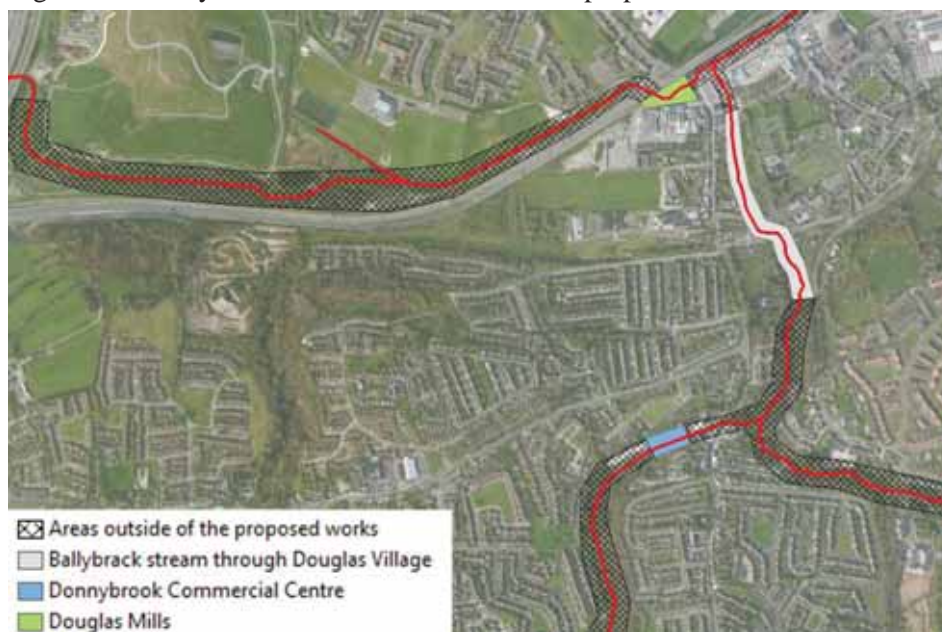 Areas outside of the proposed works
Ballybrack stream through Douglas Village
Donnybrook Commercial Centre
Douglas Mills